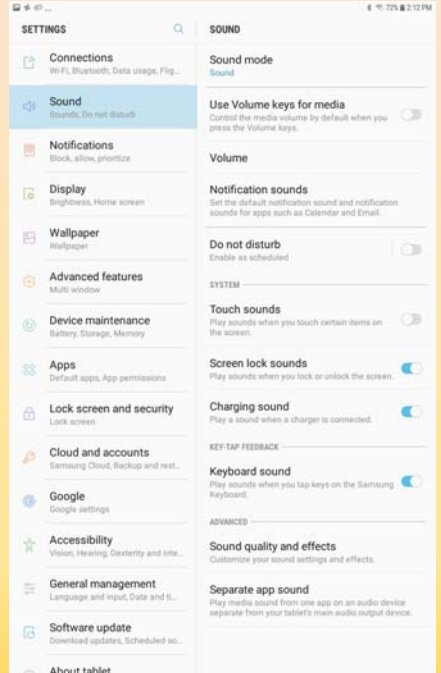 72% 2:12 PM
SETTINGS
Connections
Wi-Fi, Bluetooth, Data usage, Flig...
Sound
Sounds, Do not disturb
Notifications
Block, allow, prioritize
Display
Brightness, Home screen
Wallpaper
Wallpaper
Advanced features
Multi window
Device maintenance
Battery, Storage, Memory
Apps
Default apps, App permissions
Lock screen and security
Lock screen
Cloud and accounts
Samsung Cloud, Backup and rest...
Google
Google settings
Accessibility
Vision, Hearing, Dexterity and inte...
General management
Language and input, Date and ti...
Software update
Download updates, Scheduled so...
About tablet
SOUND
Sound mode
Sound
Use Volume keys for media
Control the media volume by default when you
press the Volume keys.
Volume
Notification sounds
Set the default notification sound and notification
sounds for apps such as Calendar and Email.
Do not disturb
Enable as scheduled
SYSTEM
Touch sounds
Play sounds when you touch certain items on
the screen.
Screen lock sounds
Play sounds when you lock or unlock the screen.
Charging sound
Play a sound when a charger is connected.
KEY-TAP FEEDBACK
Keyboard sound
Play sounds when you tap keys on the Samsung
Keyboard.
ADVANCED
Sound quality and effects
Customize your sound settings and effects.
Separate app sound
Play media sound from one app on an audio device
separate from your tablet's main audio output device.